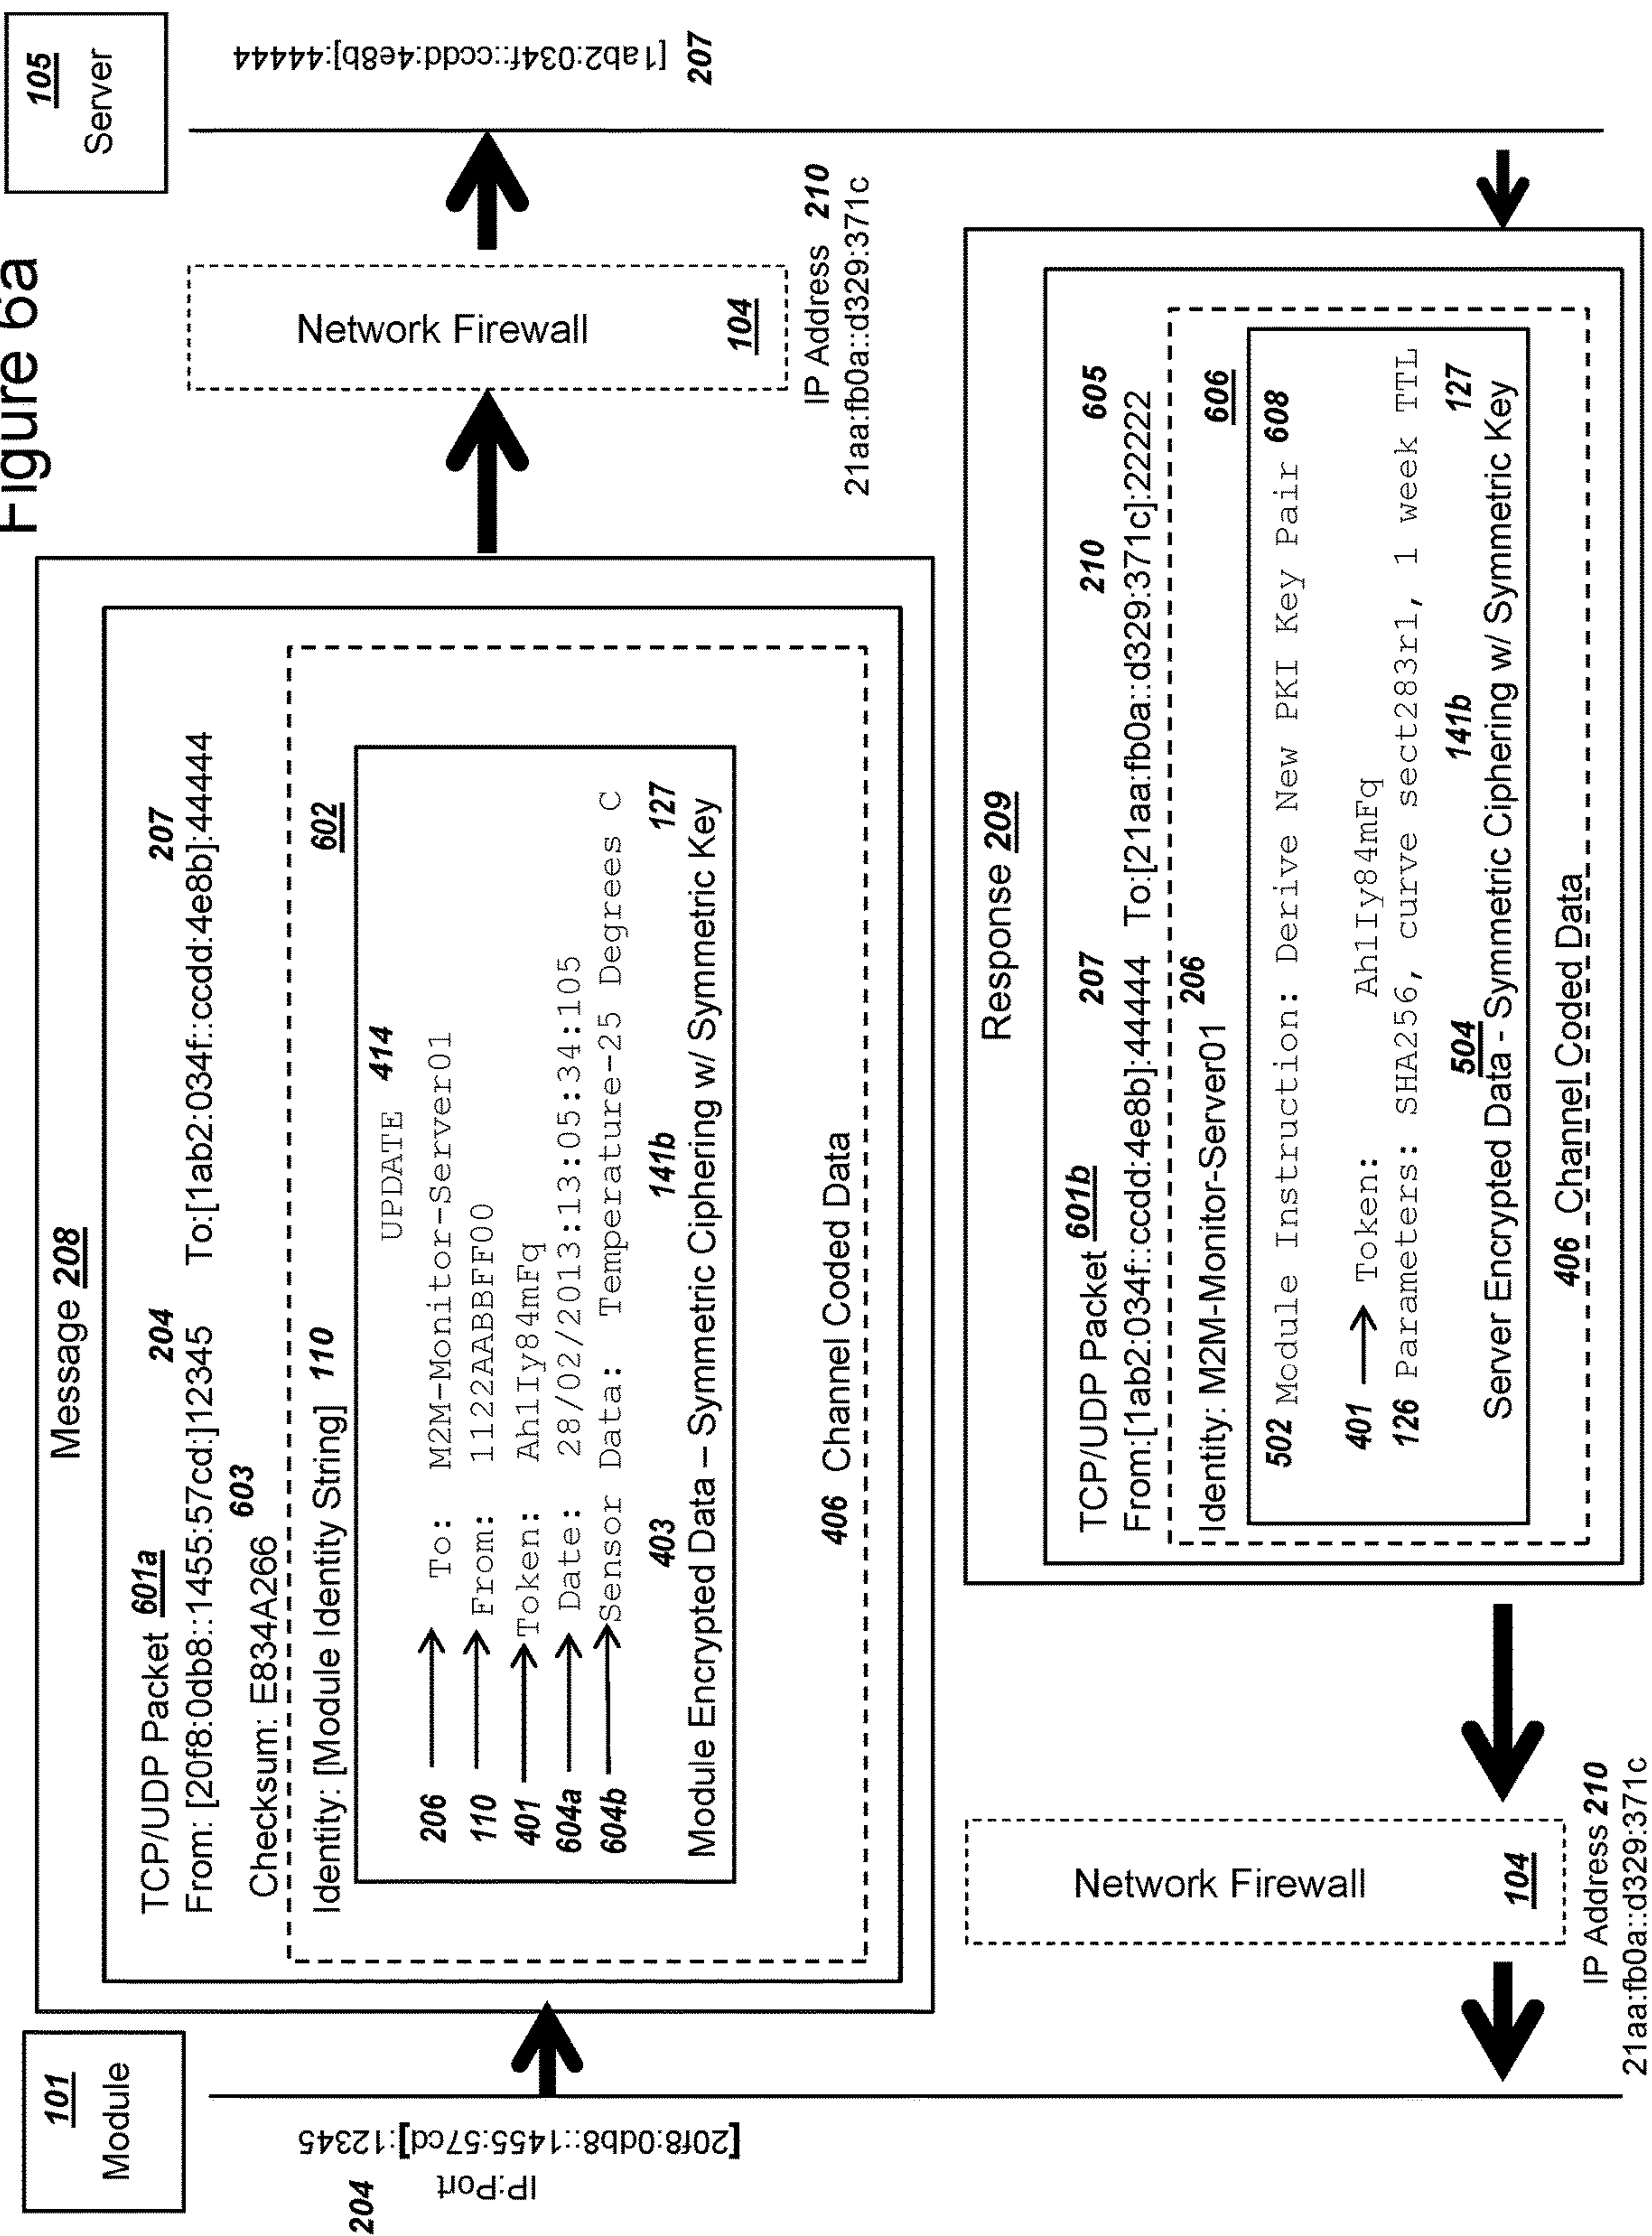 Figure 6a
101
Module
105
Server
204
IP:Port
[20f8:0db8::1455:57cd]:12345
Message 208
TCP/UDP Packet 601a
204 207
From: [20f8:0db8::1455:57cd:]12345 To:[1ab2:034f::ccdd:4e8b]:44444
Checksum: E834A266 603
Identity: [Module Identity String] 110 602
UPDATE 414
206 To: M2M-Monitor-Server01
110 From: 1122AABBFF00
401 Token: AhlIy84mFq
604a Date: 28/02/2013:13:05:34:105
604b Sensor Data: Temperature-25 Degrees C
403 141b 127
Module Encrypted Data – Symmetric Ciphering w/ Symmetric Key
406 Channel Coded Data
Network Firewall
104
IP Address 210
21aa:fb0a::d329:371c
[1ab2:034f::ccdd:4e8b]:44444
207
Response 209
TCP/UDP Packet 601b 207 210 605
From:[1ab2:034f::ccdd:4e8b]:44444 To:[21aa:fb0a::d329:371c]:22222
Identity: M2M-Monitor-Server01 206 606
502 Module Instruction: Derive New PKI Key Pair 608
401 Token: AhlIy84mFq
126 Parameters: SHA256, curve sect283r1, 1 week TTL
504 141b 127
Server Encrypted Data - Symmetric Ciphering w/ Symmetric Key
406 Channel Coded Data
Network Firewall
104
IP Address 210
21aa:fb0a::d329:371c